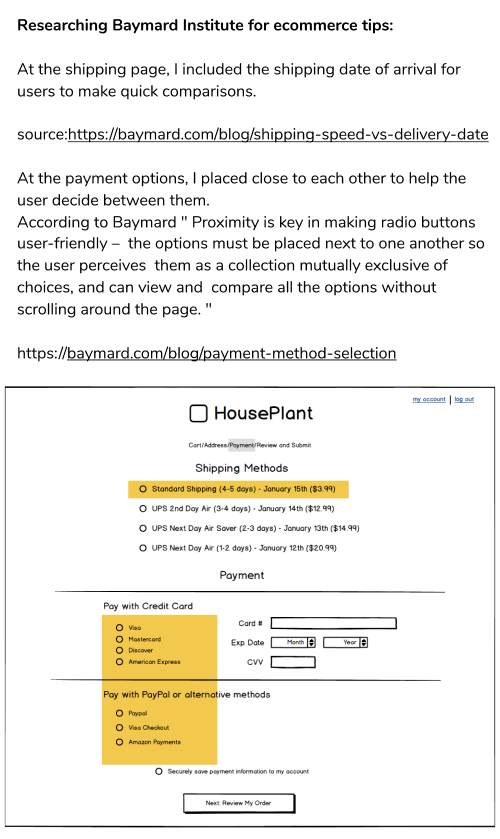 Researching Baymard Institute for ecommerce tips:
At the shipping page, I included the shipping date of arrival for
users to make quick comparisons.
source:https://baymard.com/blog/shipping-speed-vs-delivery-date
At the payment options, I placed close to each other to help the
user decide between them.
According to Baymard " Proximity is key in making radio buttons
user-friendly – the options must be placed next to one another so
the user perceives them as a collection mutually exclusive of
choices, and can view and compare all the options without
scrolling around the page. "
https://baymard.com/blog/payment-method-selection
my account | log out
HousePlant
Cart/Address/Payment/Review and Submit
Shipping Methods
Standard Shipping (4-5 days) - January 15th ($3.99)
UPS 2nd Day Air (3-4 days) - January 14th ($12.99)
UPS Next Day Air Saver (2-3 days) - January 13th ($14.99)
UPS Next Day Air (1-2 days) - January 12th ($20.99)
Payment
Pay with Credit Card
Card #
Visa
Mastercard
Exp. Date Month Year
Discover
American Express
CVV
Pay with PayPal or alternative methods
Paypal
Visa Checkout
Amazon Payments
Securely save payment information to my account
Next: Review My Order